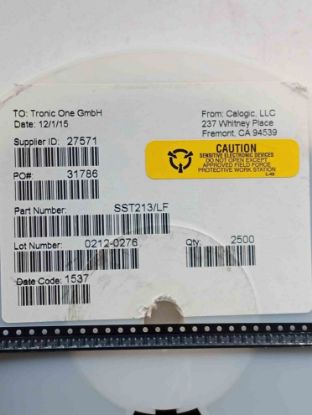 TO: Tronic One GmbH
Date: 12/1/15
From: Calogic, LLC
237 Whitney Place
Fremont, CA 94539
Supplier ID: 27571
CAUTION
SENSITIVE ELECTRONIC DEVICES
DO NOT OPEN EXCEPT
APPROVED FIELD FORCE
PROTECTIVE WORK STATION
PO#: 31786
Part Number: SST213/LF
Lot Number: 0212-0276
Qty: 2500
Date Code: 1537